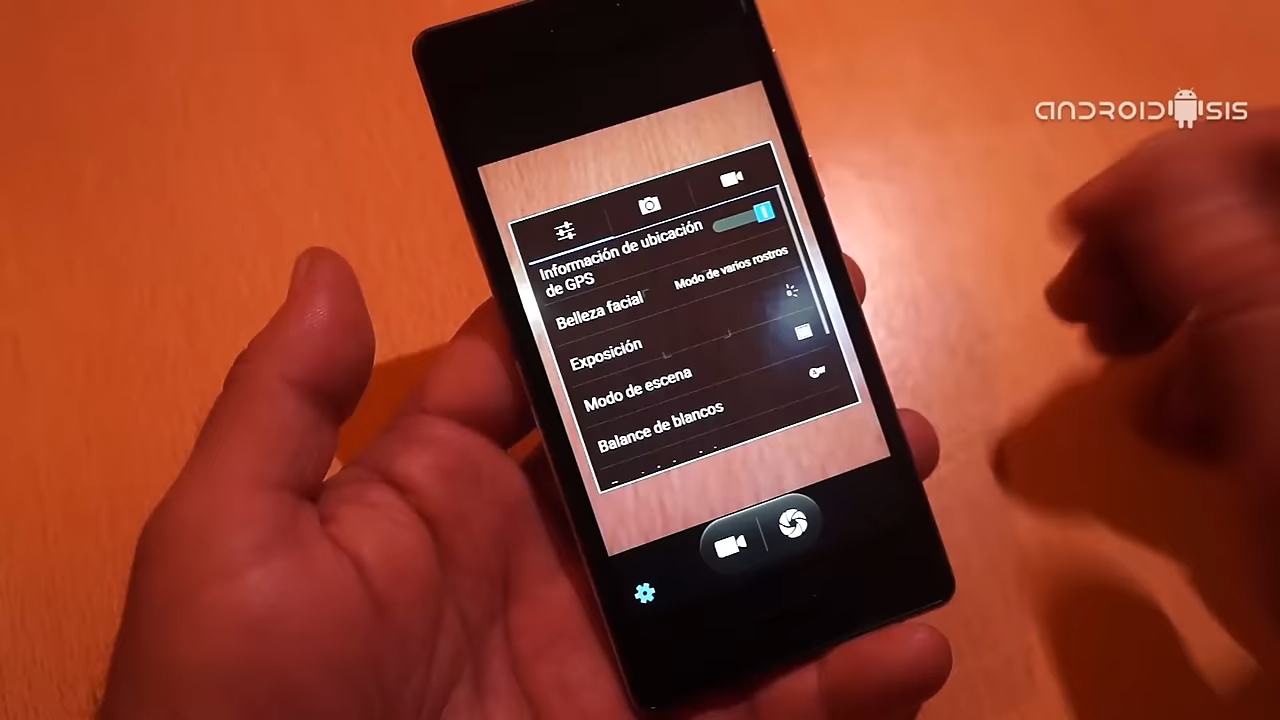 ANDROIDSIS
Información de ubicación
de GPS
Belleza facial
Modo de varios rostros
Exposición
Modo de escena
Balance de blancos